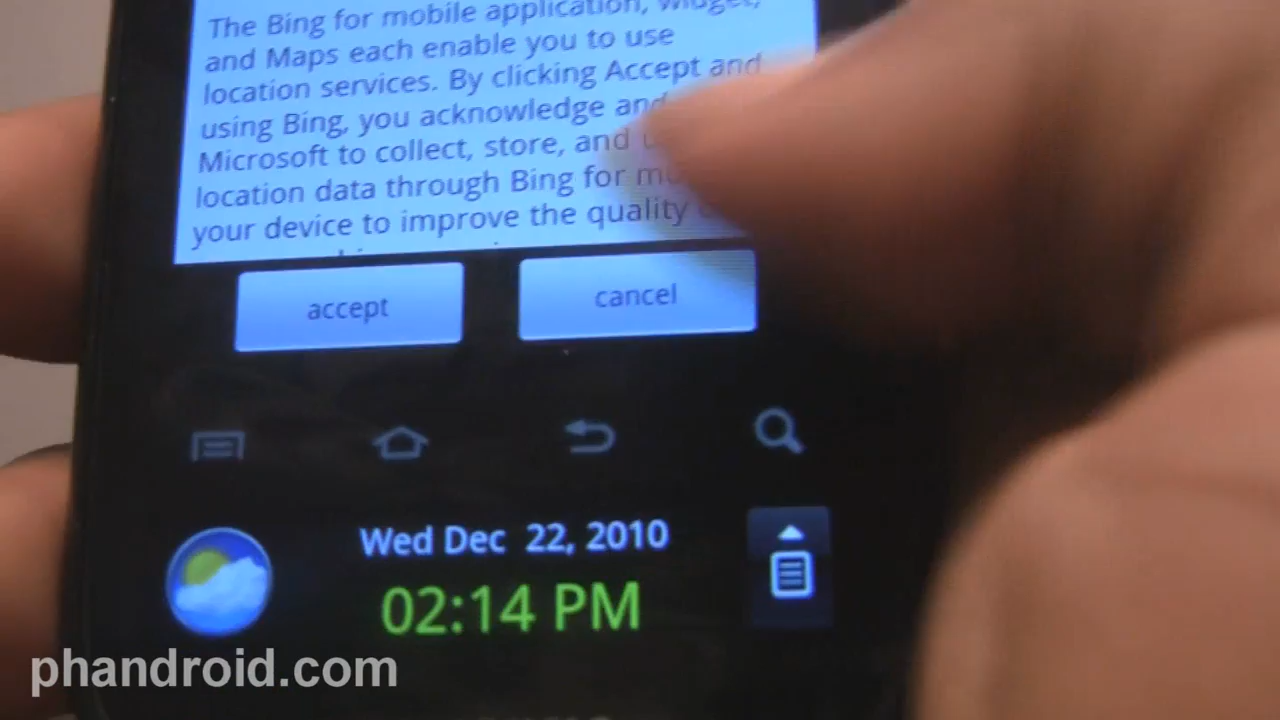 The Bing for mobile application, widget,
and Maps each enable you to use
location services. By clicking Accept and
using Bing, you acknowledge and
Microsoft to collect, store, and
location data through Bing for
your device to improve the quality
accept
cancel
Wed Dec 22, 2010
02:14 PM
phandroid.com